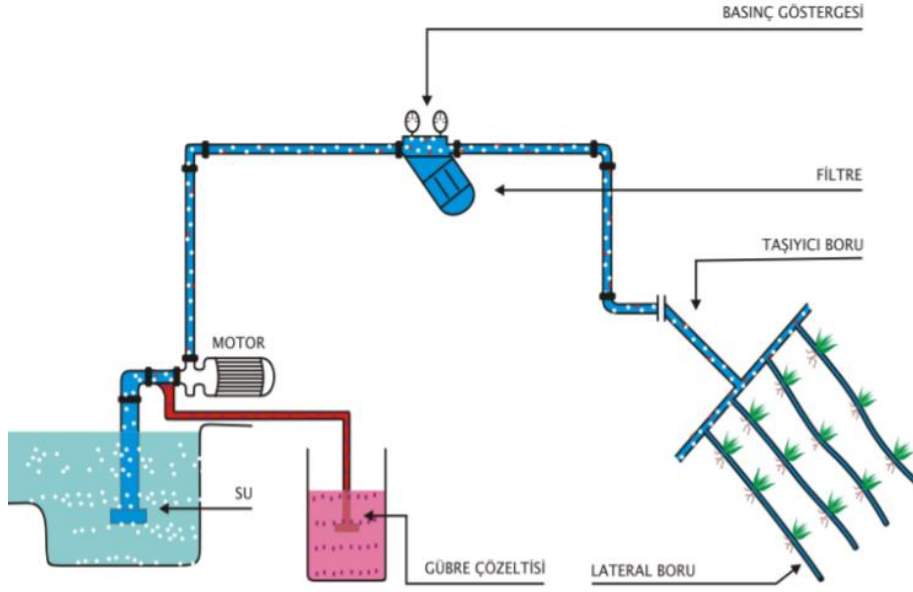 BASINÇ GÖSTERGESİ
FİLTRE
TAŞIYICI BORU
MOTOR
SU
GÜBRE ÇÖZELTİSİ
LATERAL BORU